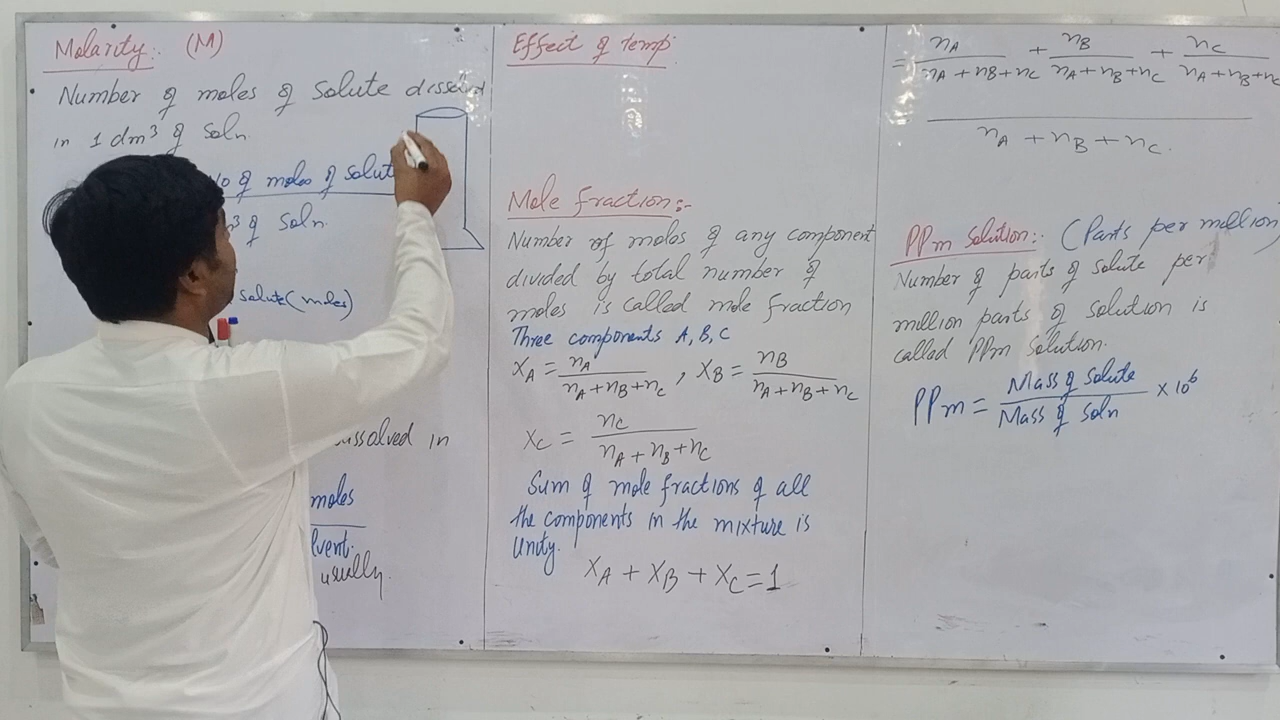 Molarity:. (M)
Number of moles of Solute dissolved
in 1 dm³ of Soln
No of moles of Solute
of Soln.
Solute (moles)
dissolved in
moles
usually.
Effect of temp:
Mole fraction:-
Number of moles of any component
divided by total number of
moles is called mole fraction
Three components A, B, C
X_A = n_A / (n_A + n_B + n_C) , X_B = n_B / (n_A + n_B + n_C)
X_C = n_C / (n_A + n_B + n_C)
Sum of mole fractions of all
the components in the mixture is
Unity.
X_A + X_B + X_C = 1
= n_A / (n_A + n_B + n_C) + n_B / (n_A + n_B + n_C) + n_C / (n_A + n_B + n_C)
n_A + n_B + n_C.
PPm Solution:. (Parts per million)
Number of parts of Solute per
million parts of Solution is
called PPm Solution.
PPm = Mass of Solute / Mass of Soln × 10⁶